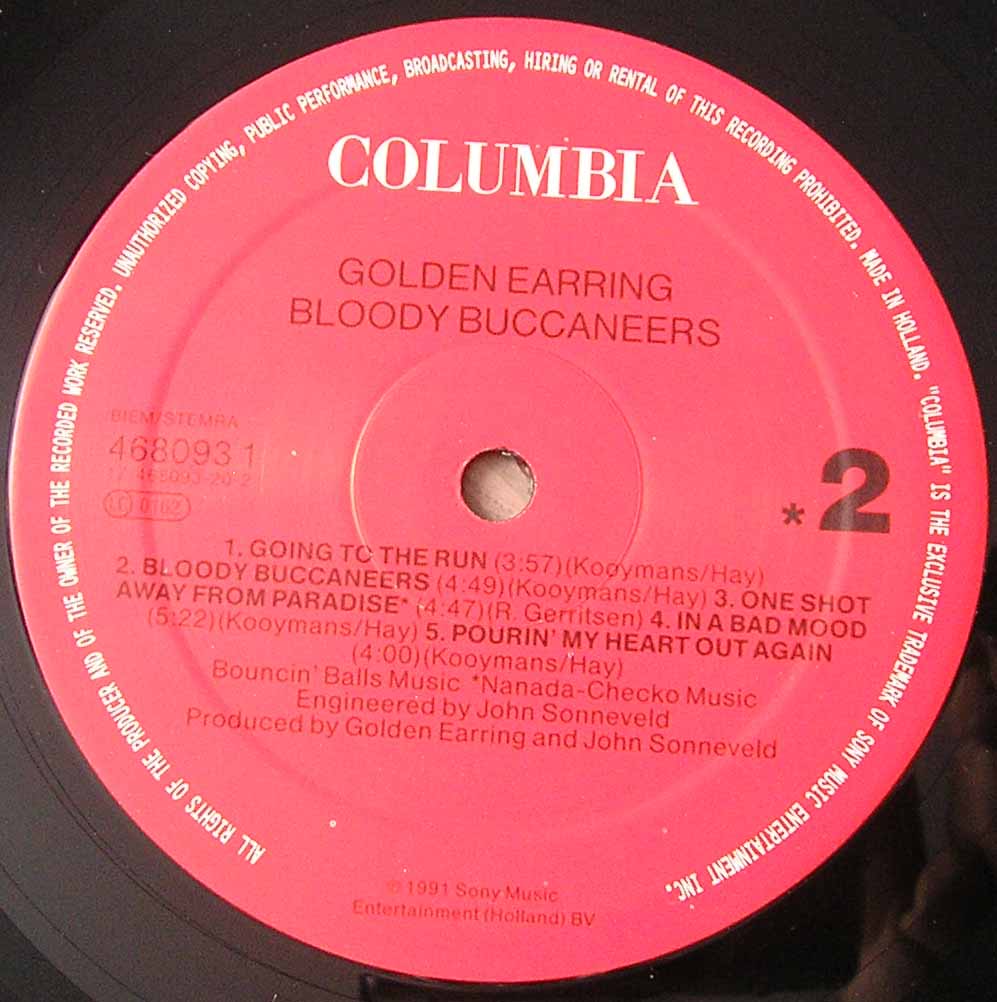 ALL RIGHTS OF THE PRODUCER AND OF THE OWNER OF THE RECORDED WORK RESERVED. UNAUTHORIZED COPYING, PUBLIC PERFORMANCE, BROADCASTING, HIRING OR RENTAL OF THIS RECORDING PROHIBITED. MADE IN HOLLAND. "COLUMBIA" IS THE EXCLUSIVE TRADEMARK OF SONY MUSIC ENTERTAINMENT INC.
COLUMBIA
GOLDEN EARRING
BLOODY BUCCANEERS
BIEM/STEMRA
468093 1
468093-20-2
LC 0162
*2
1. GOING TO THE RUN (3:57)(Kooymans/Hay)
2. BLOODY BUCCANEERS (4:49)(Kooymans/Hay) 3. ONE SHOT
AWAY FROM PARADISE* (4:47)(R. Gerritsen) 4. IN A BAD MOOD
(5:22)(Kooymans/Hay) 5. POURIN' MY HEART OUT AGAIN
(4:00)(Kooymans/Hay)
Bouncin' Balls Music *Nanada-Checko Music
Engineered by John Sonneveld
Produced by Golden Earring and John Sonneveld
℗ 1991 Sony Music
Entertainment (Holland) BV